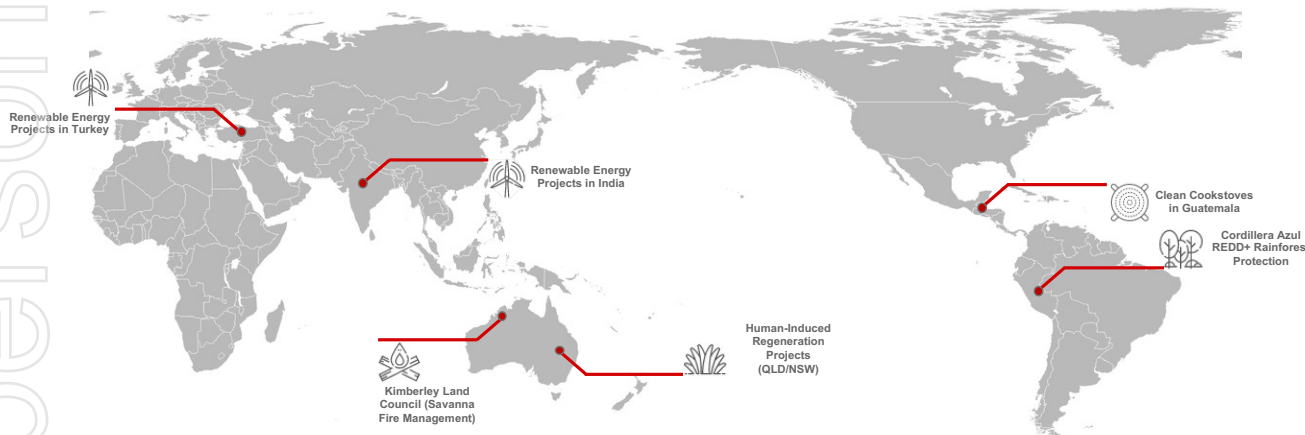 Renewable Energy
Projects in Turkey
Renewable Energy
Projects in India
Clean Cookstoves
in Guatemala
Cordillera Azul
REDD+ Rainfores
Protection
Human-Induced
Regeneration
Projects
(QLD/NSW)
Kimberley Land
Council (Savanna
Fire Management)